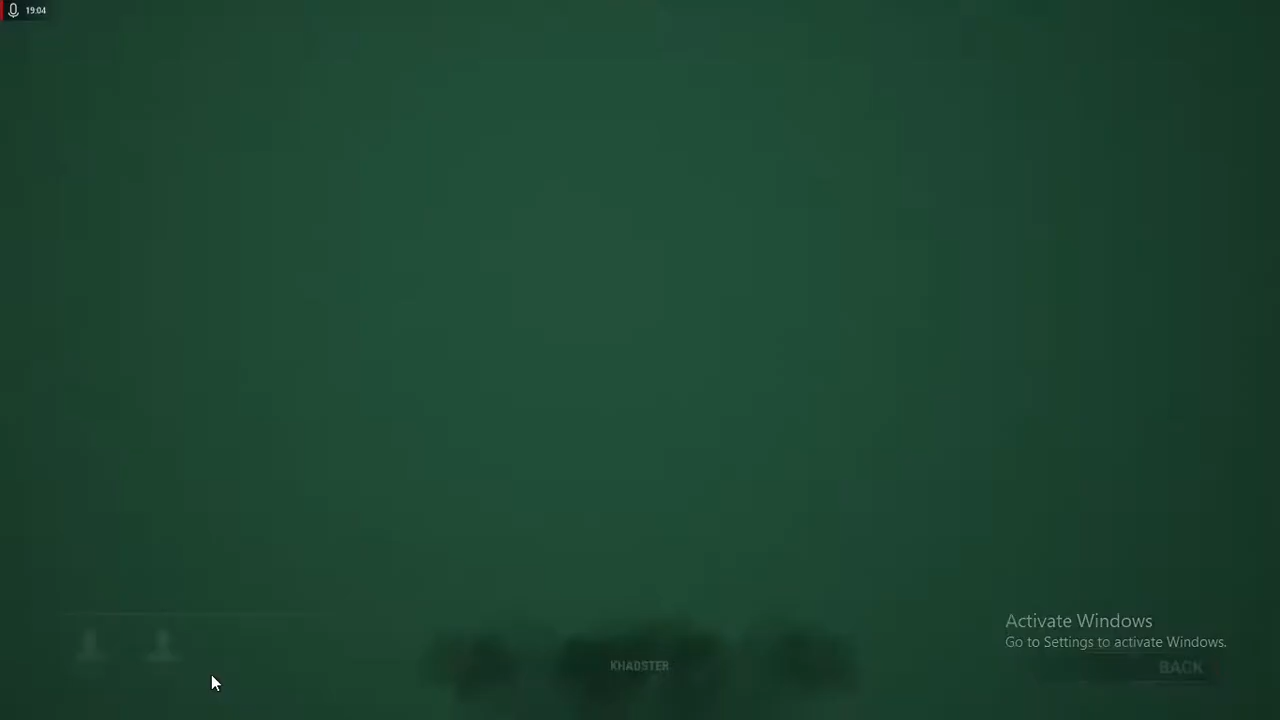 19:04
Activate Windows
Go to Settings to activate Windows.
KHADSTER
BACK